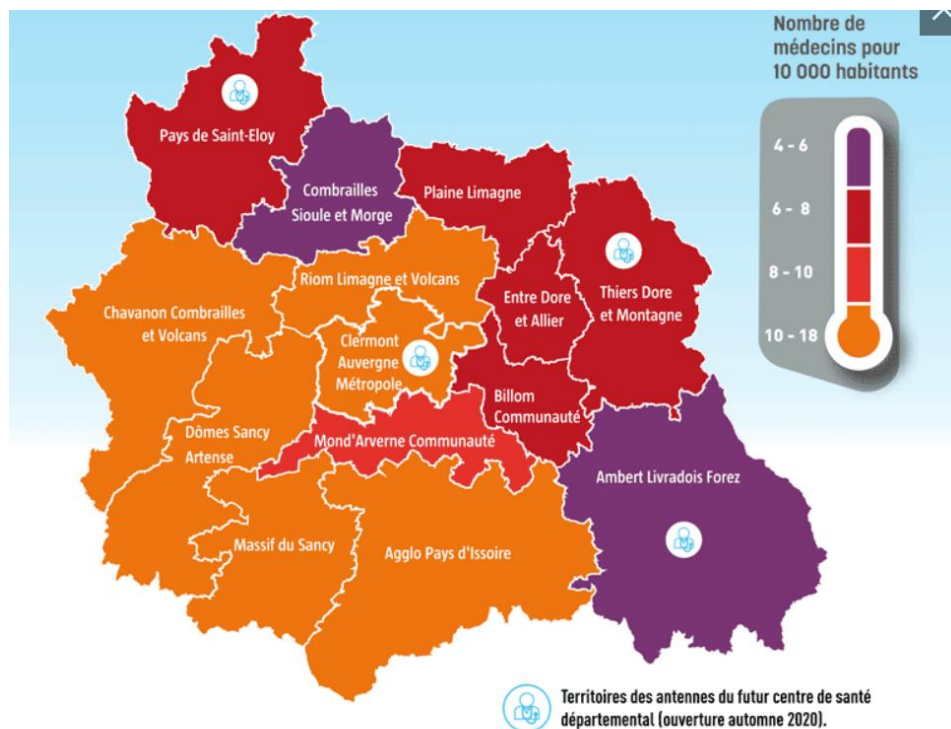 Nombre de
médecins pour
10 000 habitants
4 - 6
6 - 8
8 - 10
10 - 18
Pays de Saint-Eloy
Combrailles
Sioule et Morge
Plaine Limagne
Riom Limagne et Volcans
Chavanon Combrailles
et Volcans
Entre Dore
et Allier
Thiers Dore
et Montagne
Clermont
Auvergne
Métropole
Billom
Communauté
Dômes Sancy
Artense
Mond'Arverne Communauté
Ambert Livradois Forez
Massif du Sancy
Agglo Pays d'Issoire
Territoires des antennes du futur centre de santé
départemental (ouverture automne 2020).